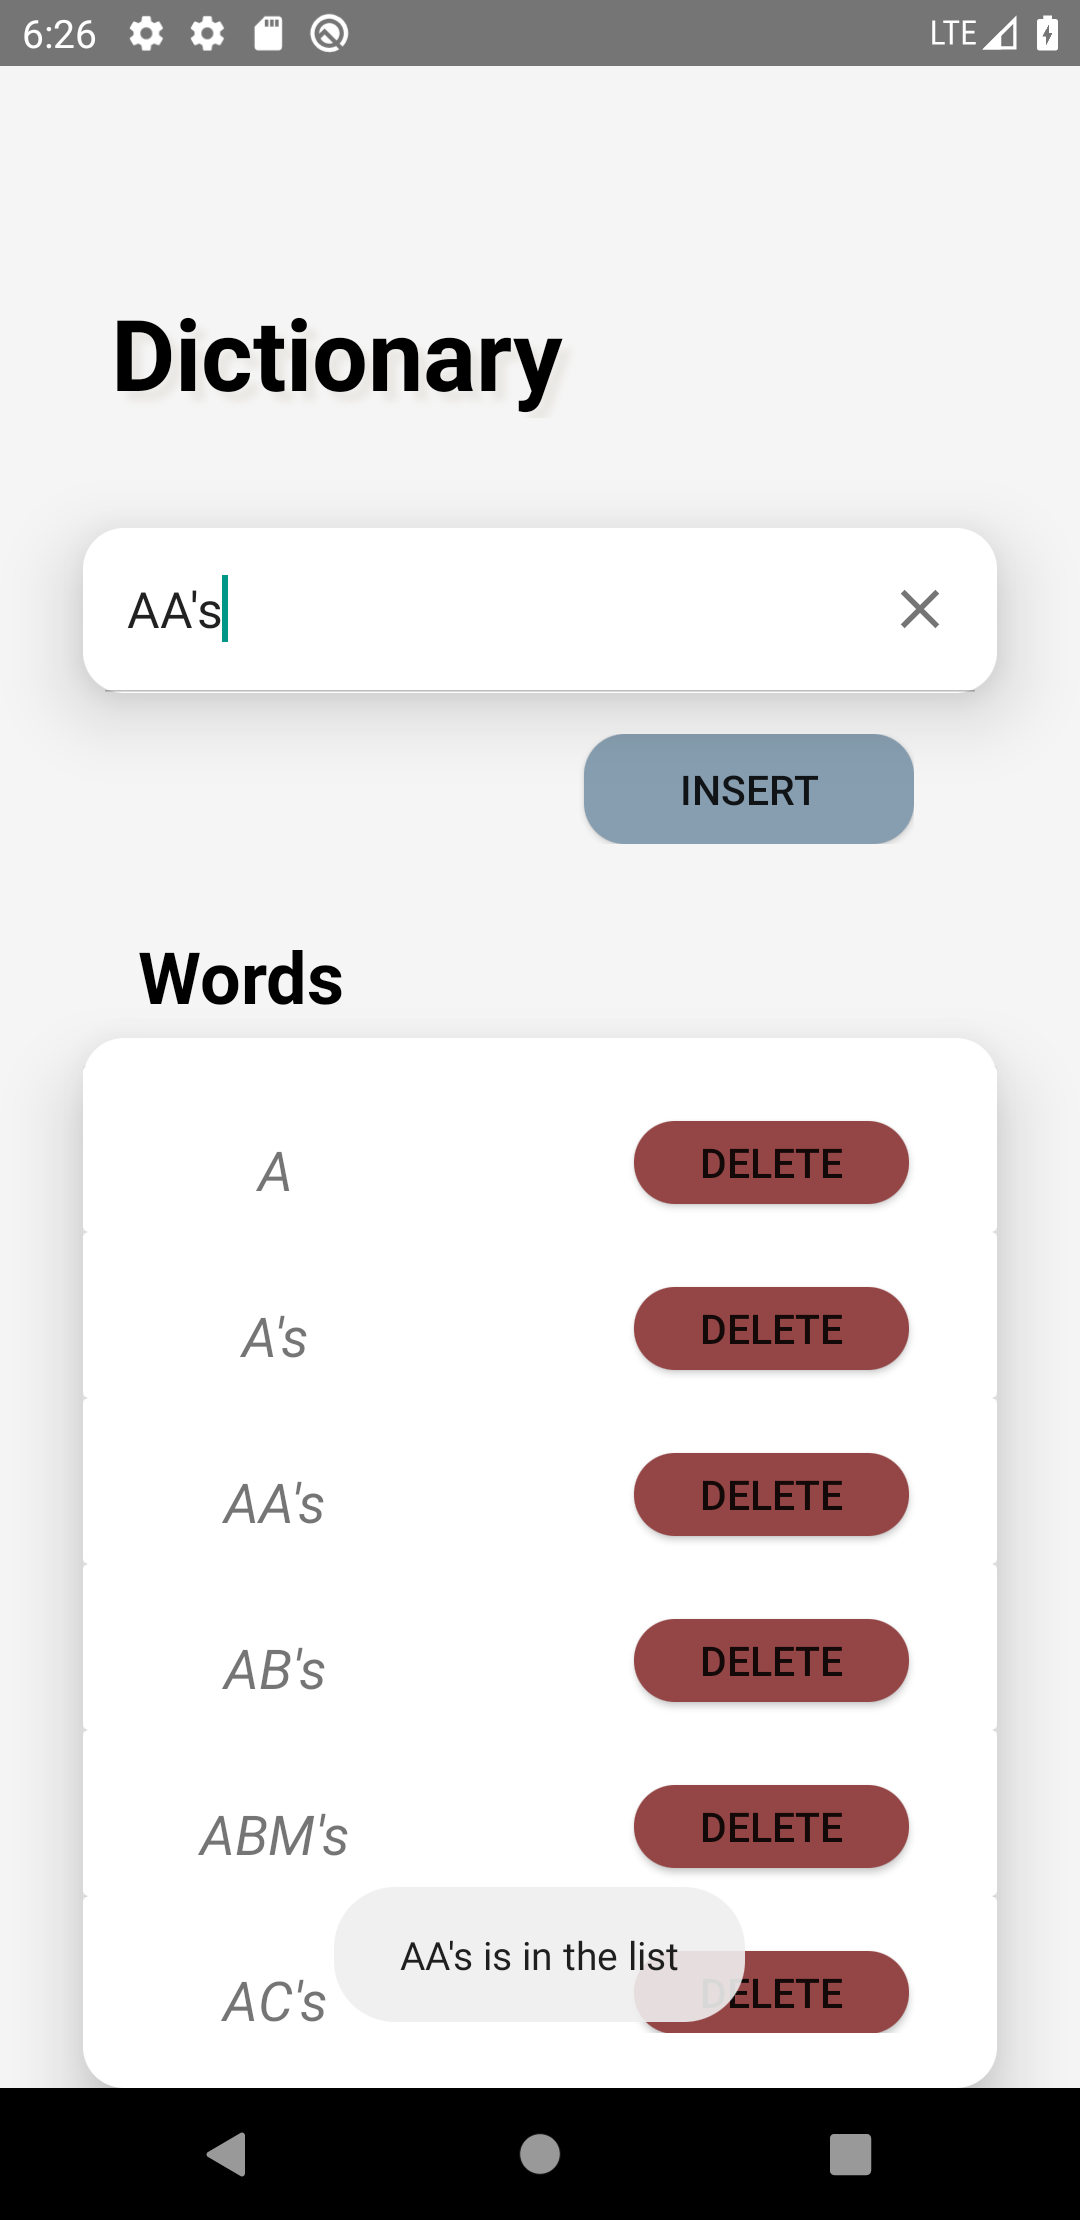 6:26 LTE
Dictionary
AA's
INSERT
Words
A DELETE
A's DELETE
AA's DELETE
AB's DELETE
ABM's DELETE
AC's DELETE
AA's is in the list